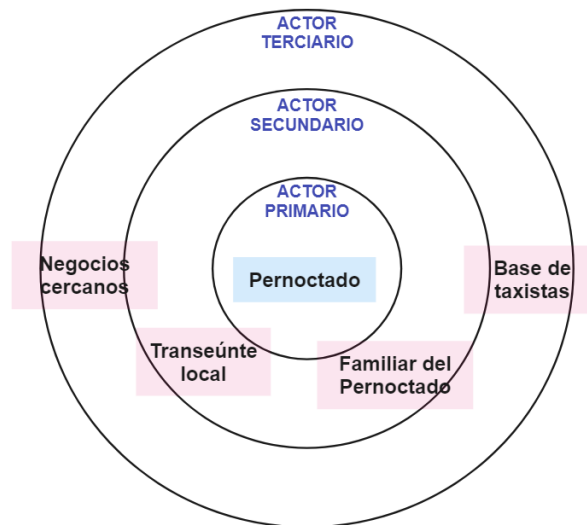 ACTOR
TERCIARIO
ACTOR
SECUNDARIO
ACTOR
PRIMARIO
Negocios
cercanos
Pernoctado
Base de
taxistas
Transeúnte
local
Familiar del
Pernoctado